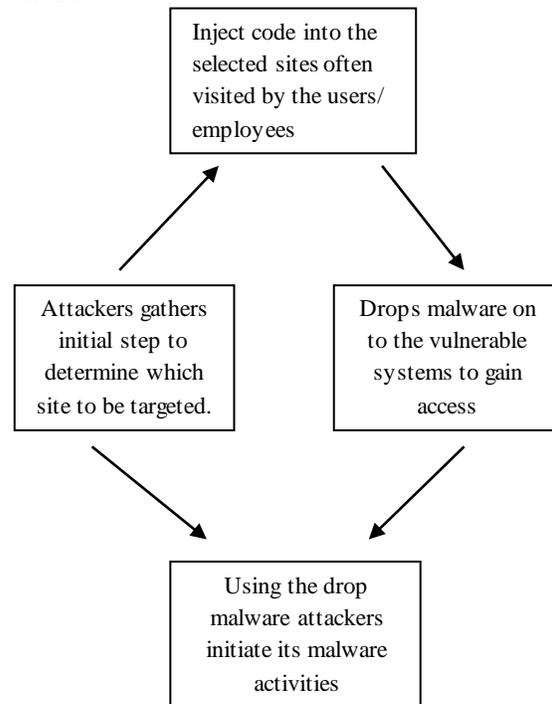 Inject code into the
selected sites often
visited by the users/
employees
Attackers gathers
initial step to
determine which
site to be targeted.
Drops malware on
to the vulnerable
systems to gain
access
Using the drop
malware attackers
initiate its malware
activities